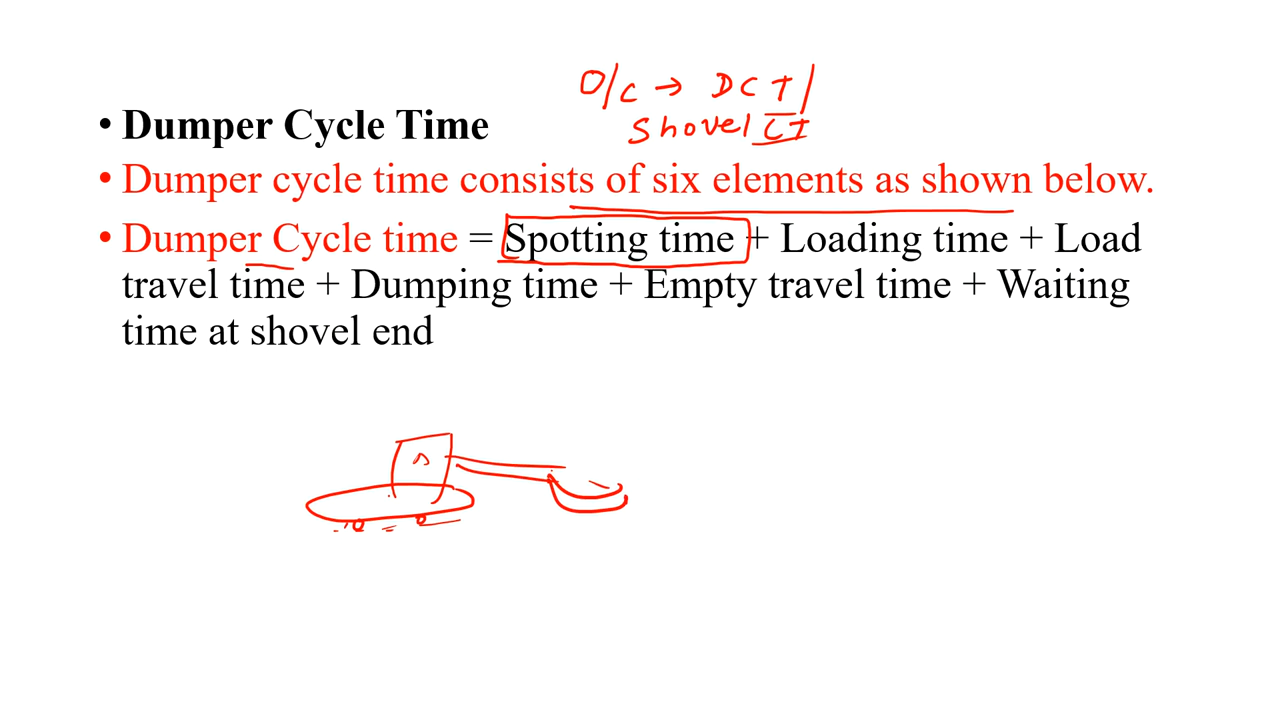 O/C → DCT/
Shovel CT
• Dumper Cycle Time
• Dumper cycle time consists of six elements as shown below.
• Dumper Cycle time = Spotting time + Loading time + Load
travel time + Dumping time + Empty travel time + Waiting
time at shovel end